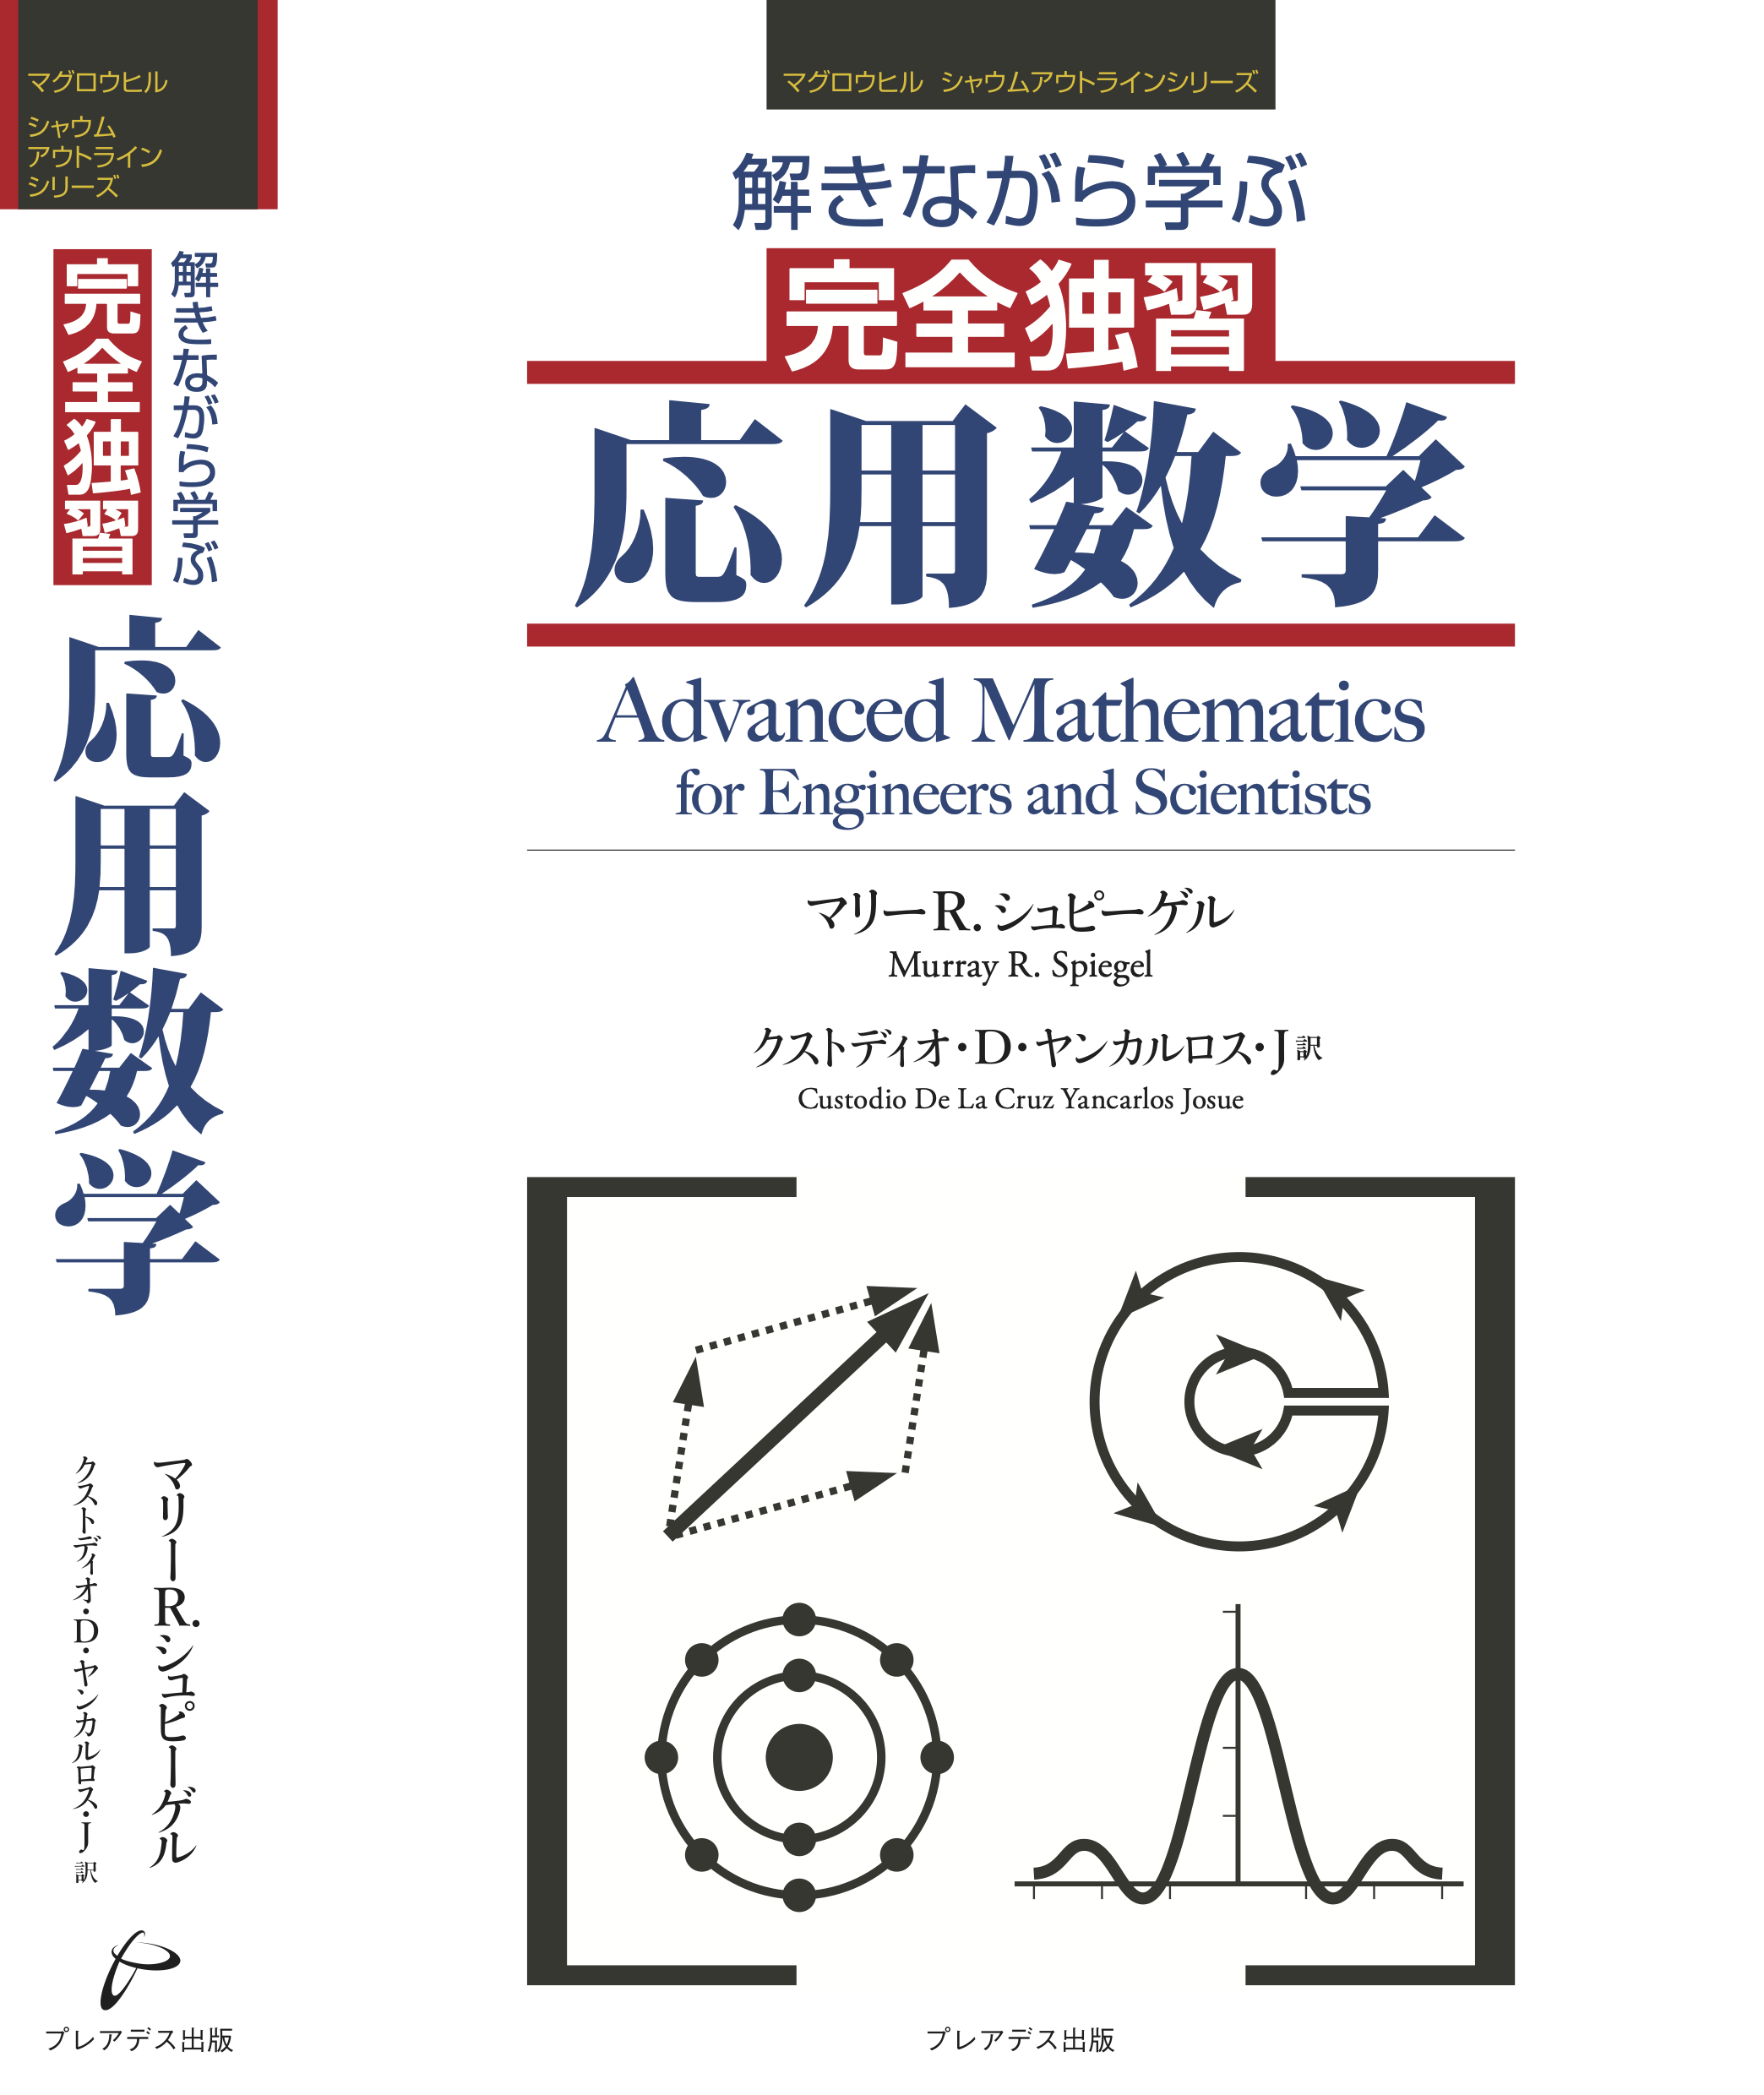 マグロウヒル
シャウム
アウトライン
シリーズ
解きながら学ぶ
完全独習
応用数学
マリーR.シュピーゲル
クストディオ・D・ヤンカルロス・J 訳
プレアデス出版
マグロウヒル シャウムアウトラインシリーズ
解きながら学ぶ
完全独習
応用数学
Advanced Mathematics
for Engineers and Scientists
マリーR. シュピーゲル
Murray R. Spiegel
クストディオ・D・ヤンカルロス・J 訳
Custodio De La Cruz Yancarlos Josue
プレアデス出版